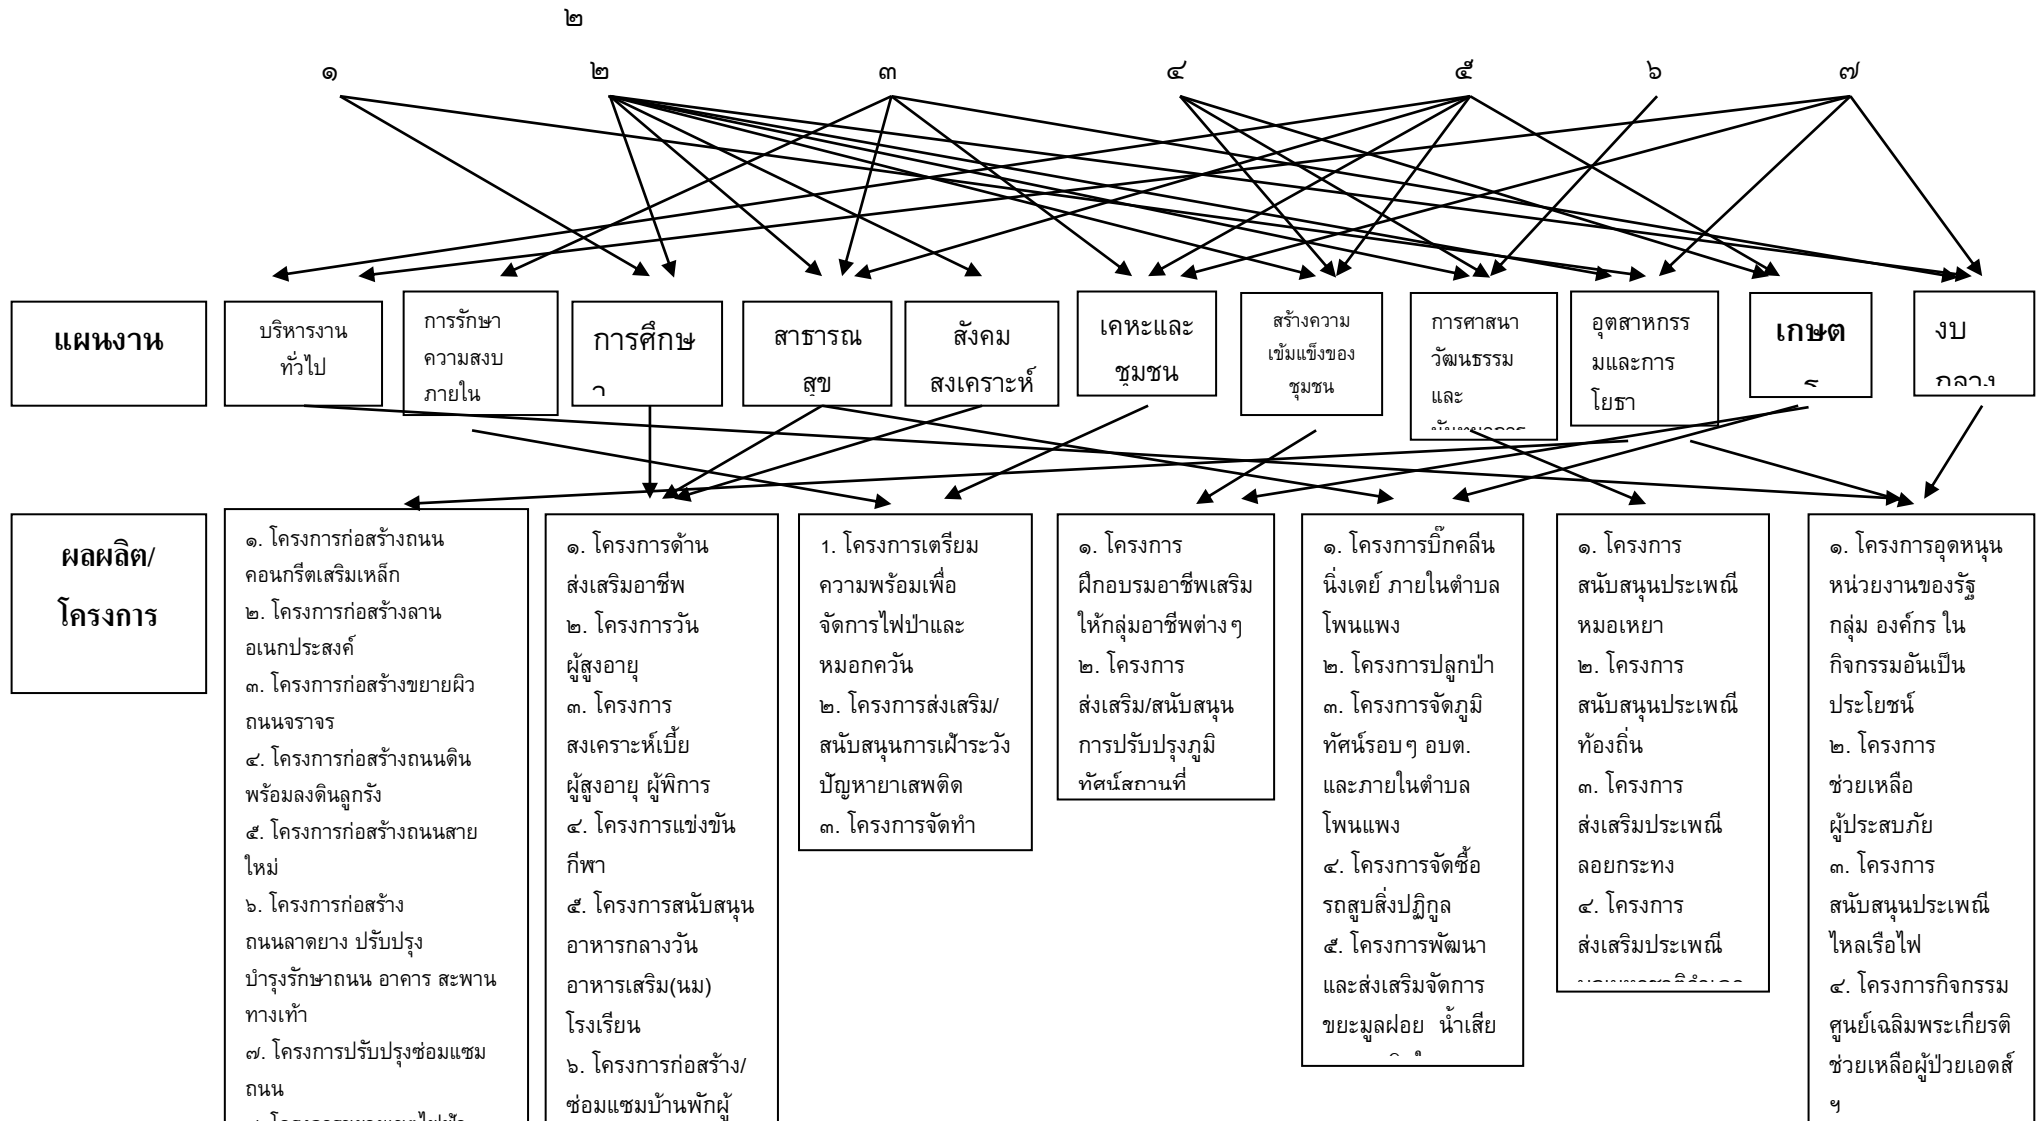 ๒
๑ ๒ ๓ ๔ ๕ ๖ ๗
แผนงาน
บริหารงาน
ทั่วไป
การรักษา
ความสงบ
ภายใน
การศึกษ
า
สาธารณ
สุข
สังคม
สงเคราะห์
เคหะและ
ชุมชน
สร้างความ
เข้มแข็งของ
ชุมชน
การศาสนา
วัฒนธรรม
และ
อุตสาหกรร
มและการ
โยธา
เกษต
ร
งบ
กลาง
ผลผลิต/
โครงการ
๑. โครงการก่อสร้างถนน
คอนกรีตเสริมเหล็ก
๒. โครงการก่อสร้างลาน
อเนกประสงค์
๓. โครงการก่อสร้างขยายผิว
ถนนจราจร
๔. โครงการก่อสร้างถนนดิน
พร้อมลงดินลูกรัง
๕. โครงการก่อสร้างถนนสาย
ใหม่
๖. โครงการก่อสร้าง
ถนนลาดยาง ปรับปรุง
บำรุงรักษาถนน อาคาร สะพาน
ทางเท้า
๗. โครงการปรับปรุงซ่อมแซม
ถนน
๑. โครงการด้าน
ส่งเสริมอาชีพ
๒. โครงการวัน
ผู้สูงอายุ
๓. โครงการ
สงเคราะห์เบี้ย
ผู้สูงอายุ ผู้พิการ
๔. โครงการแข่งขัน
กีฬา
๕. โครงการสนับสนุน
อาหารกลางวัน
อาหารเสริม(นม)
โรงเรียน
๖. โครงการก่อสร้าง/
ซ่อมแซมบ้านพักผู้
1. โครงการเตรียม
ความพร้อมเพื่อ
จัดการไฟป่าและ
หมอกควัน
๒. โครงการส่งเสริม/
สนับสนุนการเฝ้าระวัง
ปัญหายาเสพติด
๓. โครงการจัดทำ
๑. โครงการ
ฝึกอบรมอาชีพเสริม
ให้กลุ่มอาชีพต่างๆ
๒. โครงการ
ส่งเสริม/สนับสนุน
การปรับปรุงภูมิ
ทัศน์สถานที่
๑. โครงการบิ๊กคลีน
นิ่งเดย์ ภายในตำบล
โพนแพง
๒. โครงการปลูกป่า
๓. โครงการจัดภูมิ
ทัศน์รอบๆ อบต.
และภายในตำบล
โพนแพง
๔. โครงการจัดซื้อ
รถสูบสิ่งปฏิกูล
๕. โครงการพัฒนา
และส่งเสริมจัดการ
ขยะมูลฝอย น้ำเสีย
๑. โครงการ
สนับสนุนประเพณี
หมอเหยา
๒. โครงการ
สนับสนุนประเพณี
ท้องถิ่น
๓. โครงการ
ส่งเสริมประเพณี
ลอยกระทง
๔. โครงการ
ส่งเสริมประเพณี
๑. โครงการอุดหนุน
หน่วยงานของรัฐ
กลุ่ม องค์กร ใน
กิจกรรมอันเป็น
ประโยชน์
๒. โครงการ
ช่วยเหลือ
ผู้ประสบภัย
๓. โครงการ
สนับสนุนประเพณี
ไหลเรือไฟ
๔. โครงการกิจกรรม
ศูนย์เฉลิมพระเกียรติ
ช่วยเหลือผู้ป่วยเอดส์
ฯ